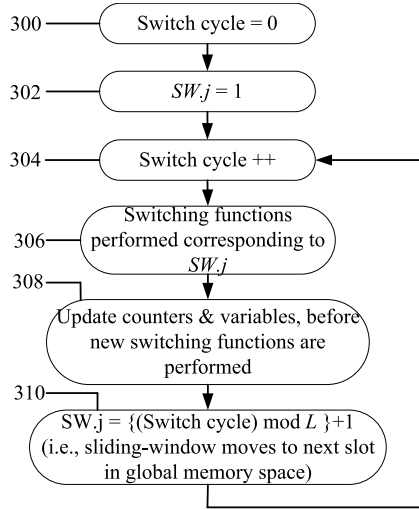 300
Switch cycle = 0
302
SW.j = 1
304
Switch cycle ++
306
Switching functions
performed corresponding to
SW.j
308
Update counters & variables, before
new switching functions are
performed
310
SW.j = {(Switch cycle) mod L }+1
(i.e., sliding-window moves to next slot
in global memory space)